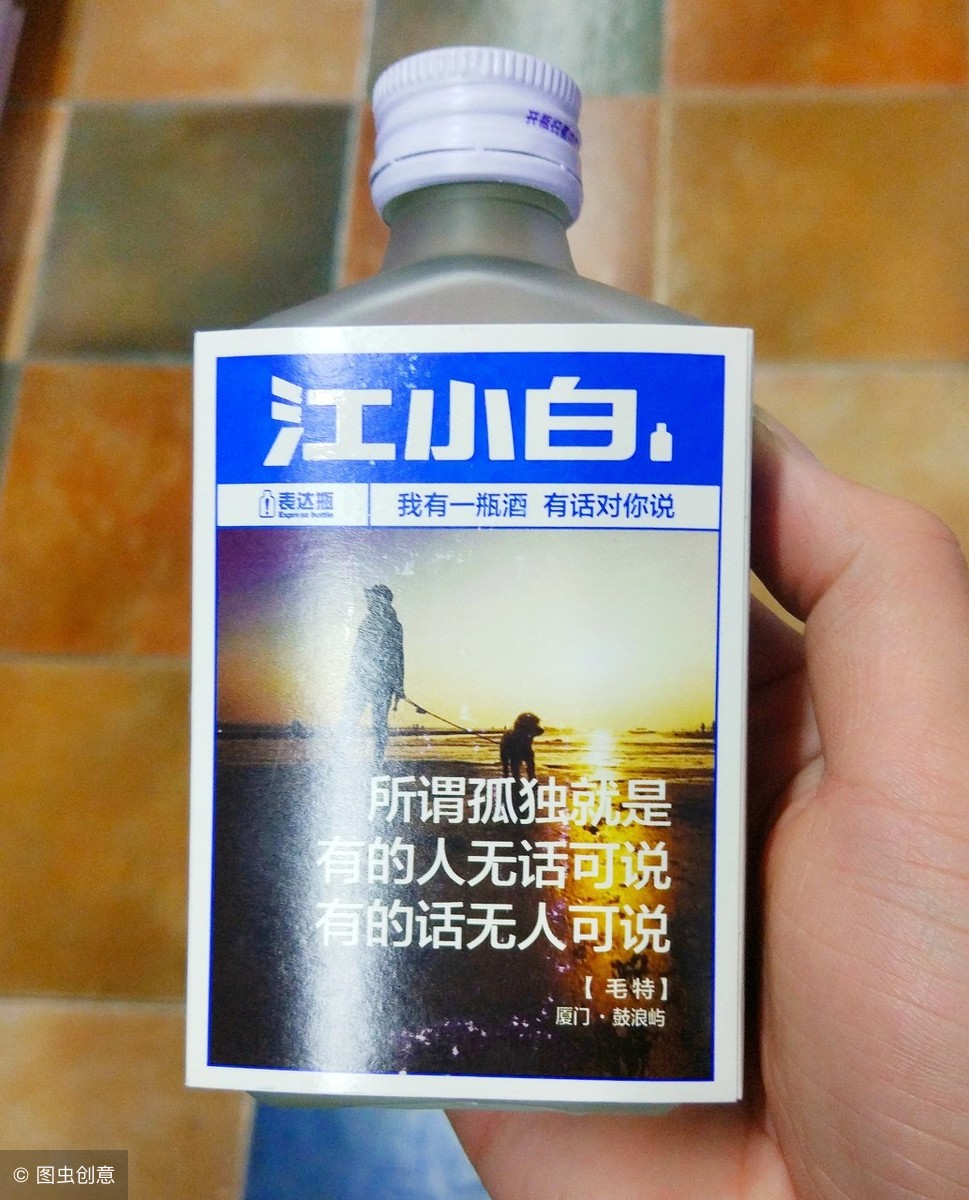 江小白
表达瓶
Express bottle
我有一瓶酒 有话对你说
所谓孤独就是
有的人无话可说
有的话无人可说
【毛特】
厦门·鼓浪屿
© 图虫创意